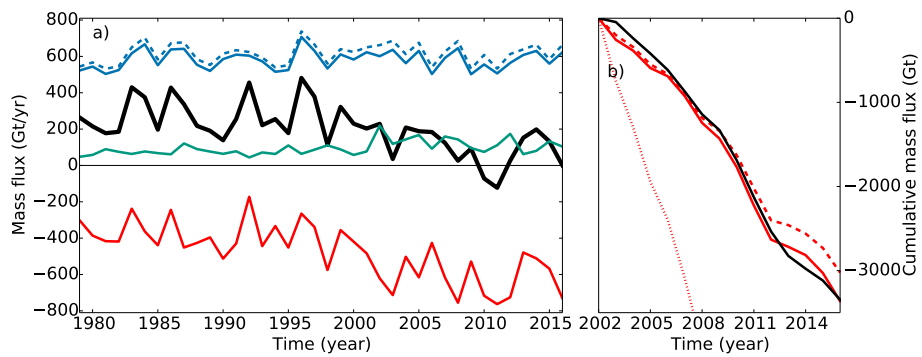 a)
800
600
400
200
0
−200
−400
−600
−800
Mass flux (Gt/yr)
1980 1985 1990 1995 2000 2005 2010 2015
Time (year)
b)
0
−1000
−2000
−3000
Cumulative mass flux (Gt)
2002 2005 2008 2011 2014
Time (year)